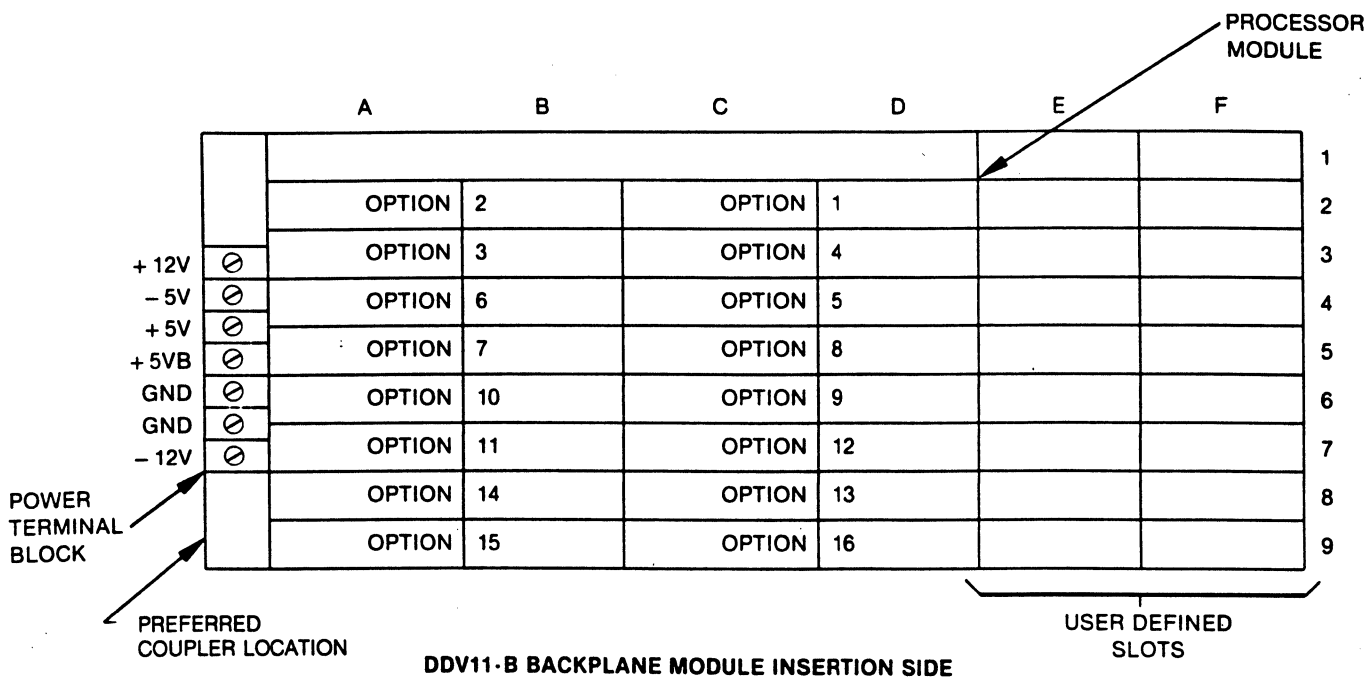 PROCESSOR
MODULE
A B C D E F
1
OPTION 2 OPTION 1 2
OPTION 3 OPTION 4 3
+ 12V
OPTION 6 OPTION 5 4
– 5V
+ 5V
OPTION 7 OPTION 8 5
+ 5VB
GND
OPTION 10 OPTION 9 6
GND
OPTION 11 OPTION 12 7
– 12V
OPTION 14 OPTION 13 8
OPTION 15 OPTION 16 9
POWER
TERMINAL
BLOCK
PREFERRED
COUPLER LOCATION
USER DEFINED
SLOTS
DDV11-B BACKPLANE MODULE INSERTION SIDE